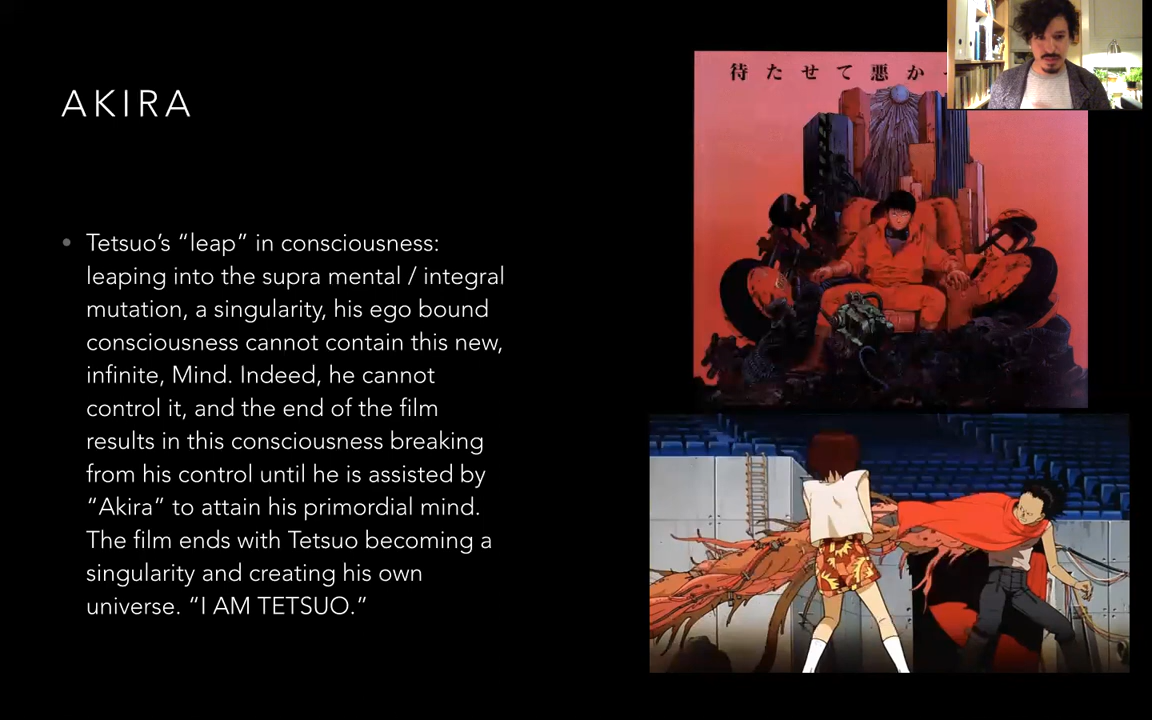 AKIRA
待たせて悪か
• Tetsuo’s “leap” in consciousness:
leaping into the supra mental / integral
mutation, a singularity, his ego bound
consciousness cannot contain this new,
infinite, Mind. Indeed, he cannot
control it, and the end of the film
results in this consciousness breaking
from his control until he is assisted by
“Akira” to attain his primordial mind.
The film ends with Tetsuo becoming a
singularity and creating his own
universe. “I AM TETSUO.”